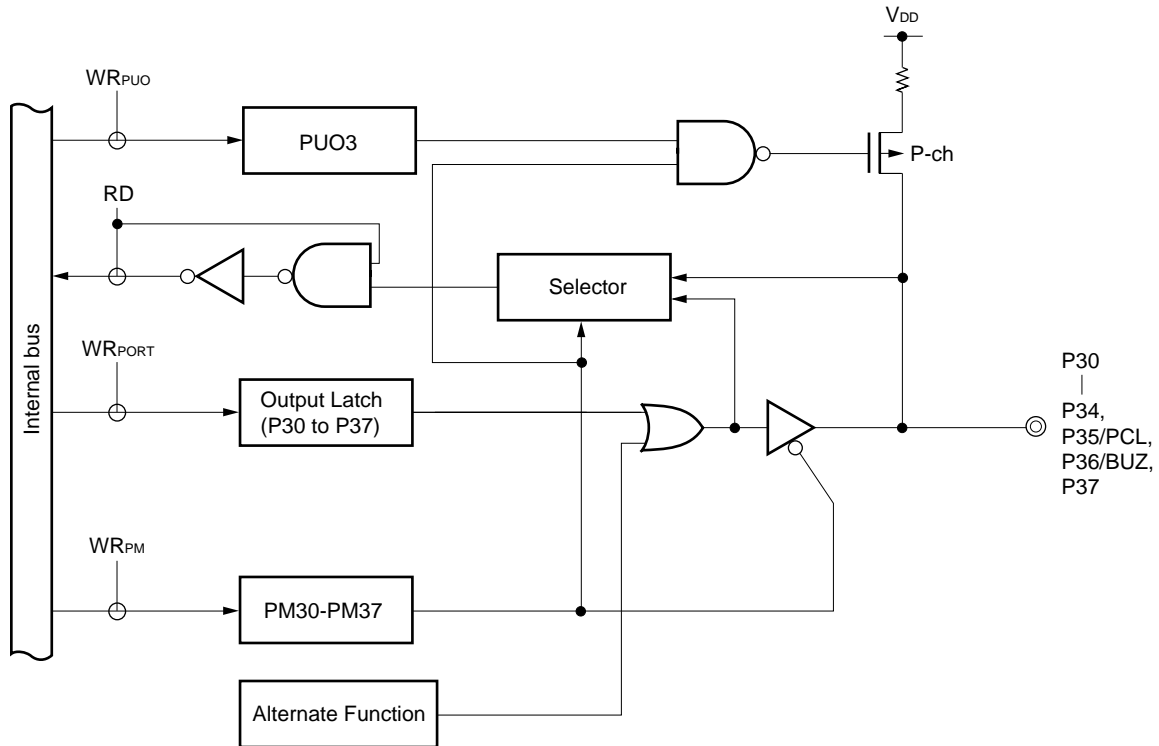 VDD
WRPUO
PUO3
P-ch
RD
Selector
Internal bus
WRPORT
Output Latch
(P30 to P37)
P30
|
P34,
P35/PCL,
P36/BUZ,
P37
WRPM
PM30-PM37
Alternate Function